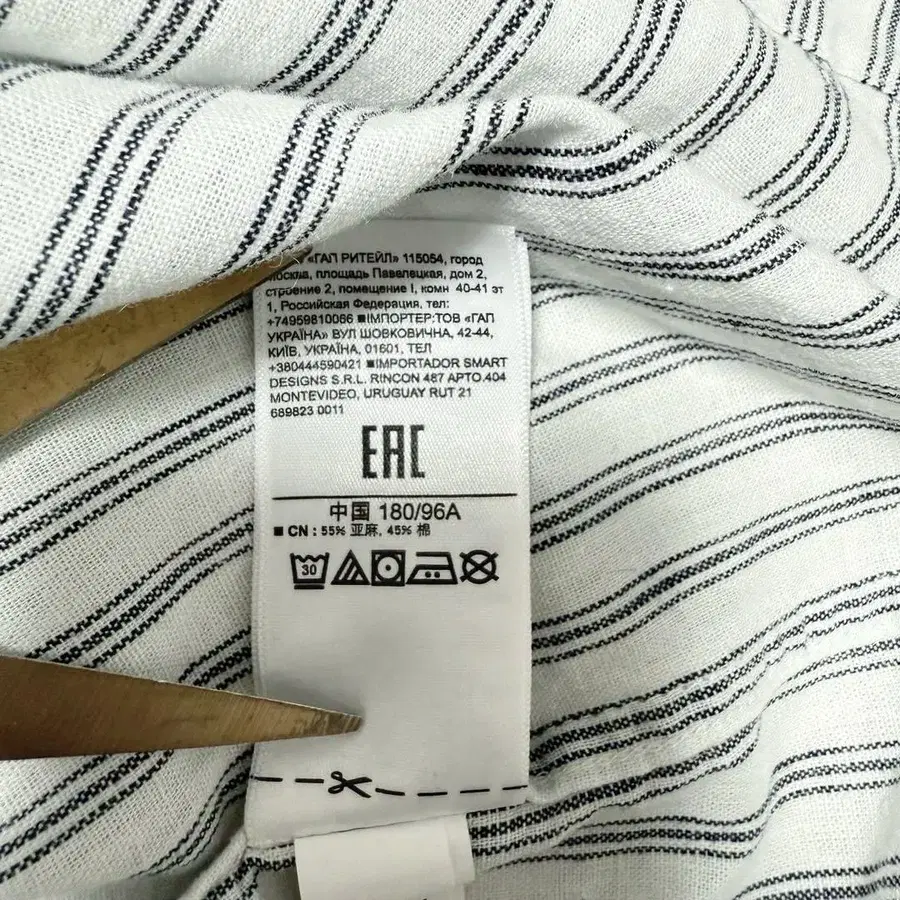 «ГАП РИТЕЙЛ» 115054, город
Москва, площадь Павелецкая, дом 2,
строение 2, помещение I, комн 40-41 эт
1, Российская Федерация, тел:
+74959810066 ■ІМПОРТЕР:ТОВ «ГАП
УКРАЇНА» ВУЛ ШОВКОВИЧНА, 42-44,
КИЇВ, УКРАЇНА, 01601, ТЕЛ
+380444590421 ■IMPORTADOR SMART
DESIGNS S.R.L. RINCON 487 APTO.404
MONTEVIDEO, URUGUAY RUT 21
689823 0011
EAC
中国 180/96A
■ CN : 55% 亚麻, 45% 棉
30